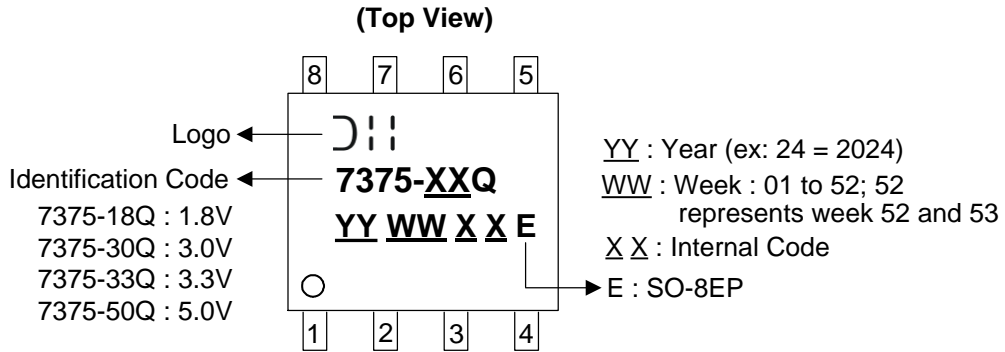 (Top View)
8 7 6 5
Logo
Identification Code
7375-18Q : 1.8V
7375-30Q : 3.0V
7375-33Q : 3.3V
7375-50Q : 5.0V
7375-XXQ
YY WW X X E
YY : Year (ex: 24 = 2024)
WW : Week : 01 to 52; 52
represents week 52 and 53
X X : Internal Code
E : SO-8EP
1 2 3 4